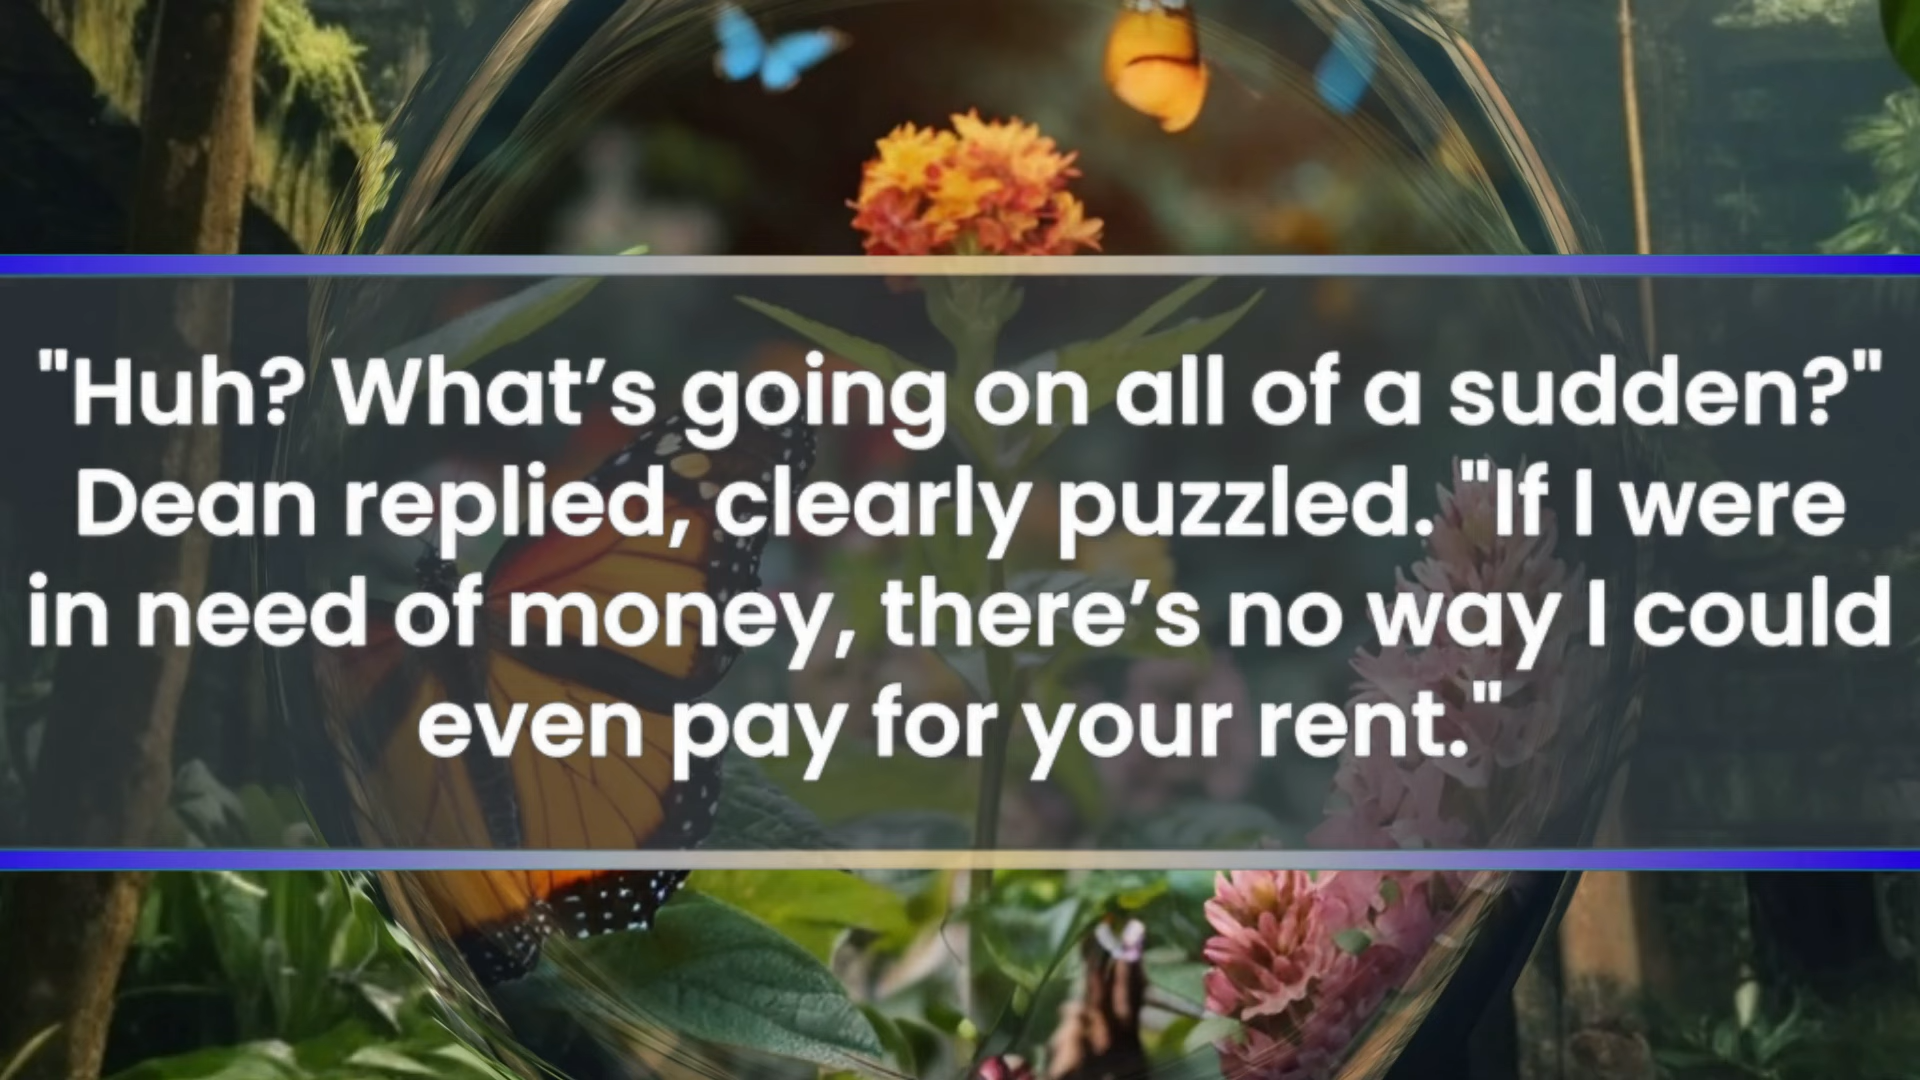 "Huh? What’s going on all of a sudden?"
Dean replied, clearly puzzled. "If I were
in need of money, there’s no way I could
even pay for your rent."